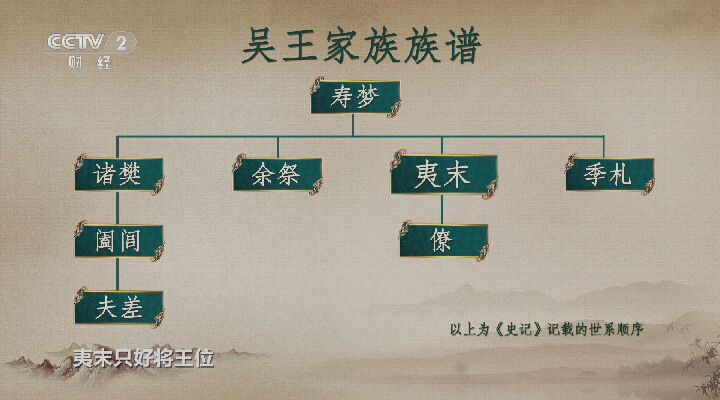 CCTV 2
财经
吴王家族族谱
寿梦
诸樊 余祭 夷末 季札
阖闾 僚
夫差
以上为《史记》记载的世系顺序
夷末只好将王位